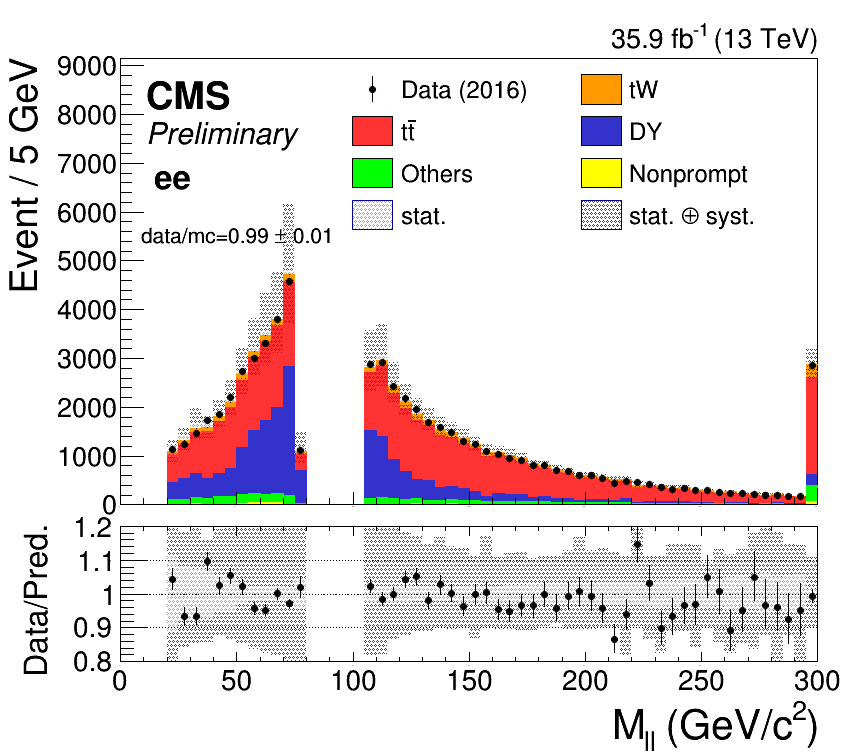 35.9 fb⁻¹ (13 TeV)
Event / 5 GeV
9000
8000
7000
6000
5000
4000
3000
2000
1000
0
CMS
Preliminary
ee
data/mc=0.99 ± 0.01
Data (2016)
tW
tt̄
DY
Others
Nonprompt
stat.
stat. ⊕ syst.
Data/Pred.
1.2
1.1
1
0.9
0.8
0 50 100 150 200 250 300
M_ll (GeV/c²)